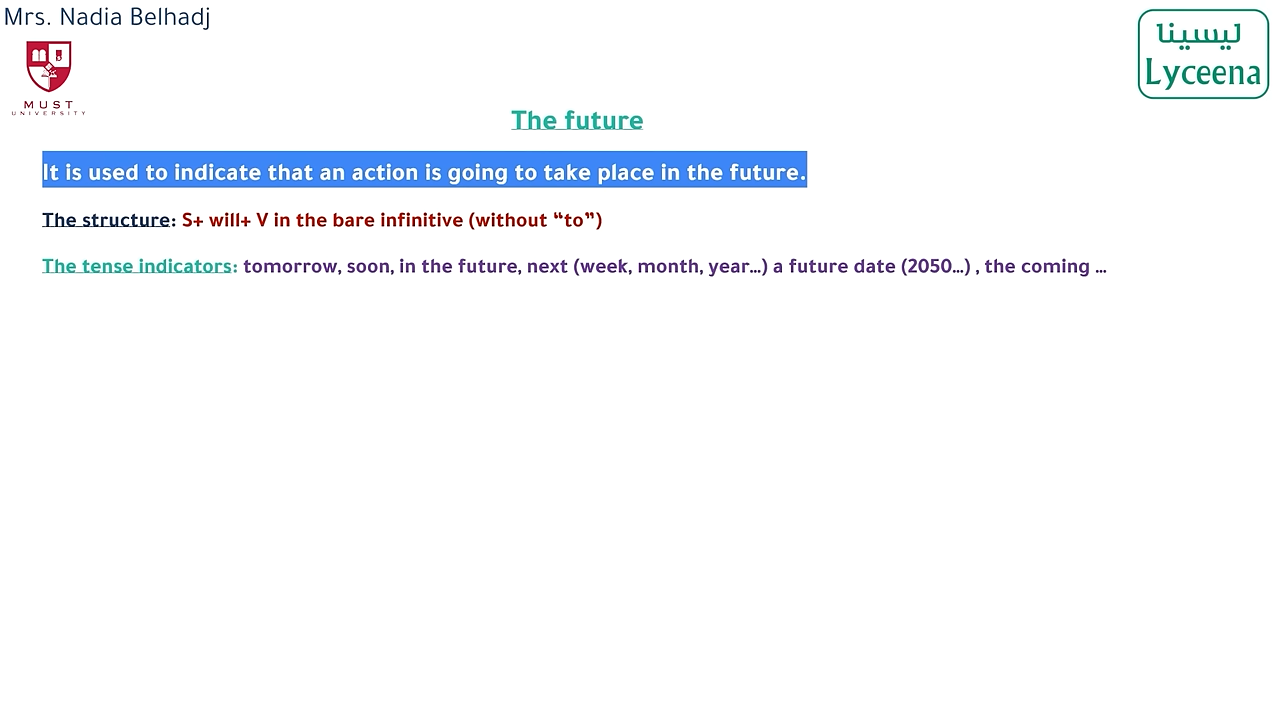 Mrs. Nadia Belhadj
ليسينا
Lyceena
MUST
UNIVERSITY
The future
It is used to indicate that an action is going to take place in the future.
The structure: S+ will+ V in the bare infinitive (without “to”)
The tense indicators: tomorrow, soon, in the future, next (week, month, year…) a future date (2050…) , the coming …